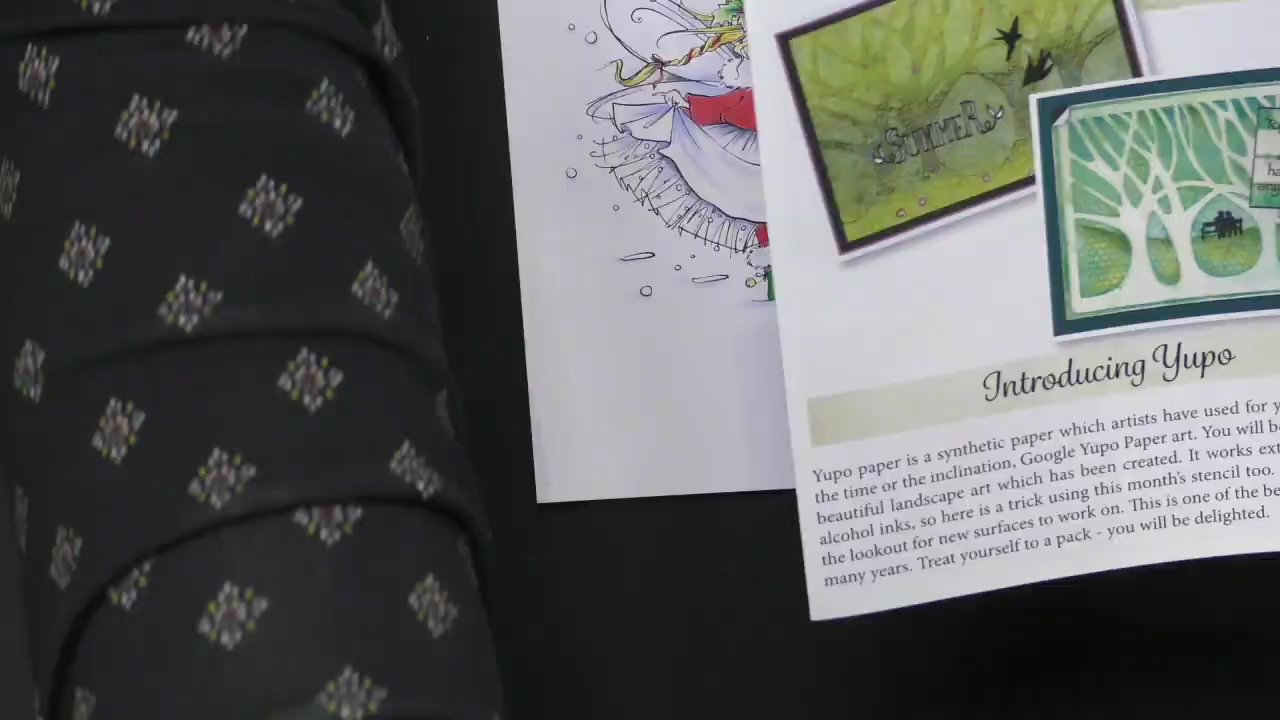 SUMMER
Introducing Yupo
Yupo paper is a synthetic paper which artists have used for
the time or the inclination, Google Yupo Paper art. You will
beautiful landscape art which has been created. It works
alcohol inks, so here is a trick using this month's stencil too.
the lookout for new surfaces to work on. This is one of the
many years. Treat yourself to a pack - you will be delighted.